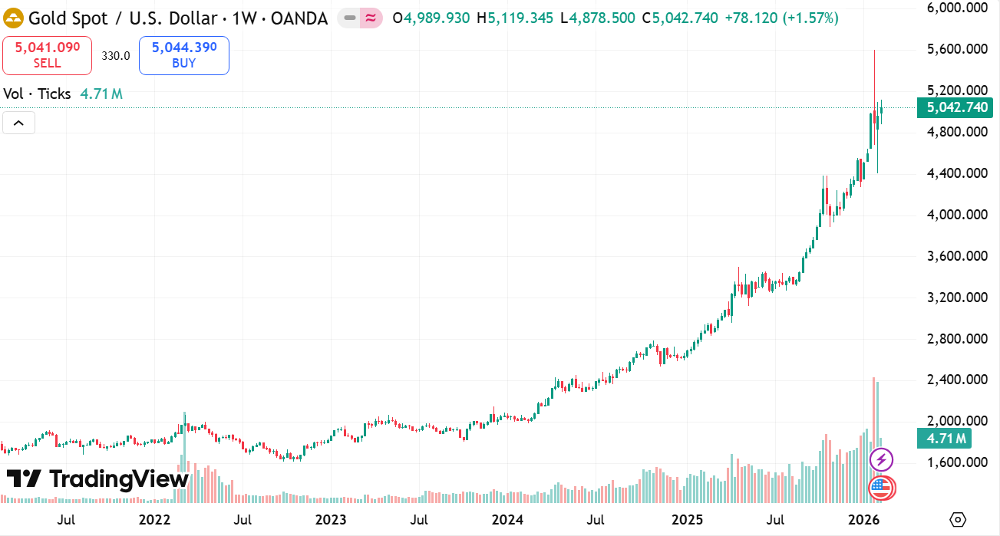 Gold Spot / U.S. Dollar · 1W · OANDA O4,989.930 H5,119.345 L4,878.500 C5,042.740 +78.120 (+1.57%)
5,041.090 330.0 5,044.390
SELL BUY
Vol · Ticks 4.71 M
6,000.000
5,600.000
5,200.000
5,042.740
4,800.000
4,400.000
4,000.000
3,600.000
3,200.000
2,800.000
2,400.000
2,000.000
4.71 M
1,600.000
TradingView
Jul 2022 Jul 2023 Jul 2024 Jul 2025 Jul 2026